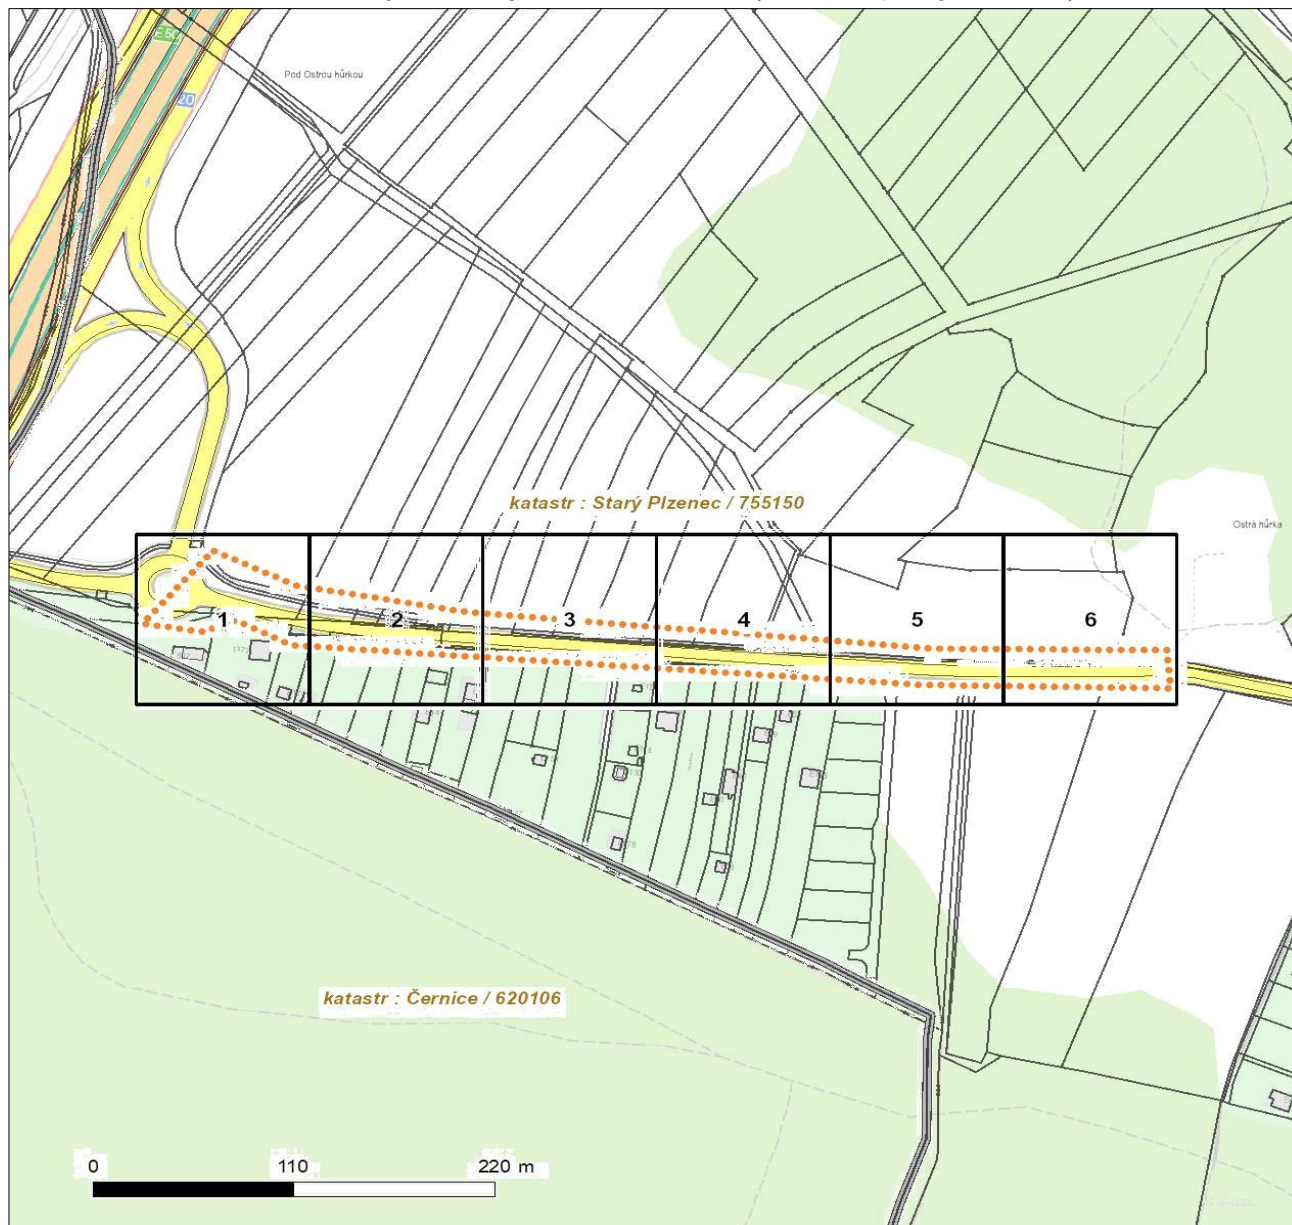 E 50
Pod Ostrou hůrkou
20
katastr : Starý Plzenec / 755150
Ostrá hůrka
1
2
3
4
5
6
katastr : Černice / 620106
0
110
220 m